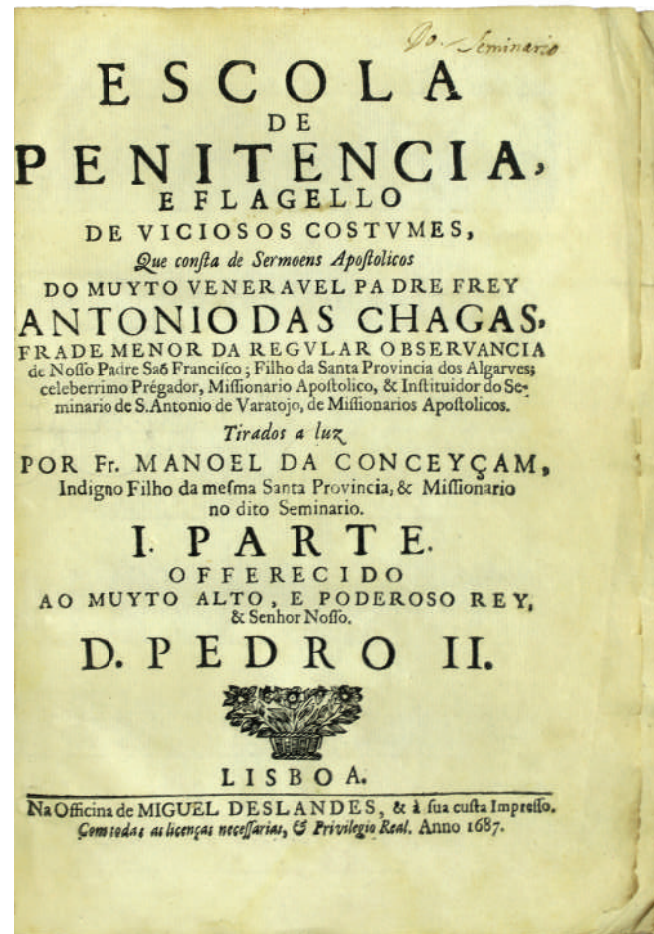 Do. Seminario
ESCOLA
DE
PENITENCIA,
E FLAGELLO
DE VICIOSOS COSTVMES,
Que conſta de Sermoens Apoſtolicos
DO MUYTO VENERAVEL PADRE FREY
ANTONIO DAS CHAGAS,
FRADE MENOR DA REGVLAR OBSERVANCIA
de Noſſo Padre Saõ Franciſco; Filho da Santa Provincia dos Algarves;
celeberrimo Prégador, Miſſionario Apoſtolico, & Inſtituidor do Se-
minario de S. Antonio de Varatojo, de Miſſionarios Apoſtolicos.
Tirados a luz
POR Fr. MANOEL DA CONCEYÇAM,
Indigno Filho da meſma Santa Provincia, & Miſſionario
no dito Seminario.
I. PARTE.
OFFERECIDO
AO MUYTO ALTO, E PODEROSO REY,
& Senhor Noſſo.
D. PEDRO II.
LISBOA.
Na Officina de MIGUEL DESLANDES, & à ſua cuſta Impreſſo.
Com todas as licenças neceſſarias, & Privilegio Real. Anno 1687.